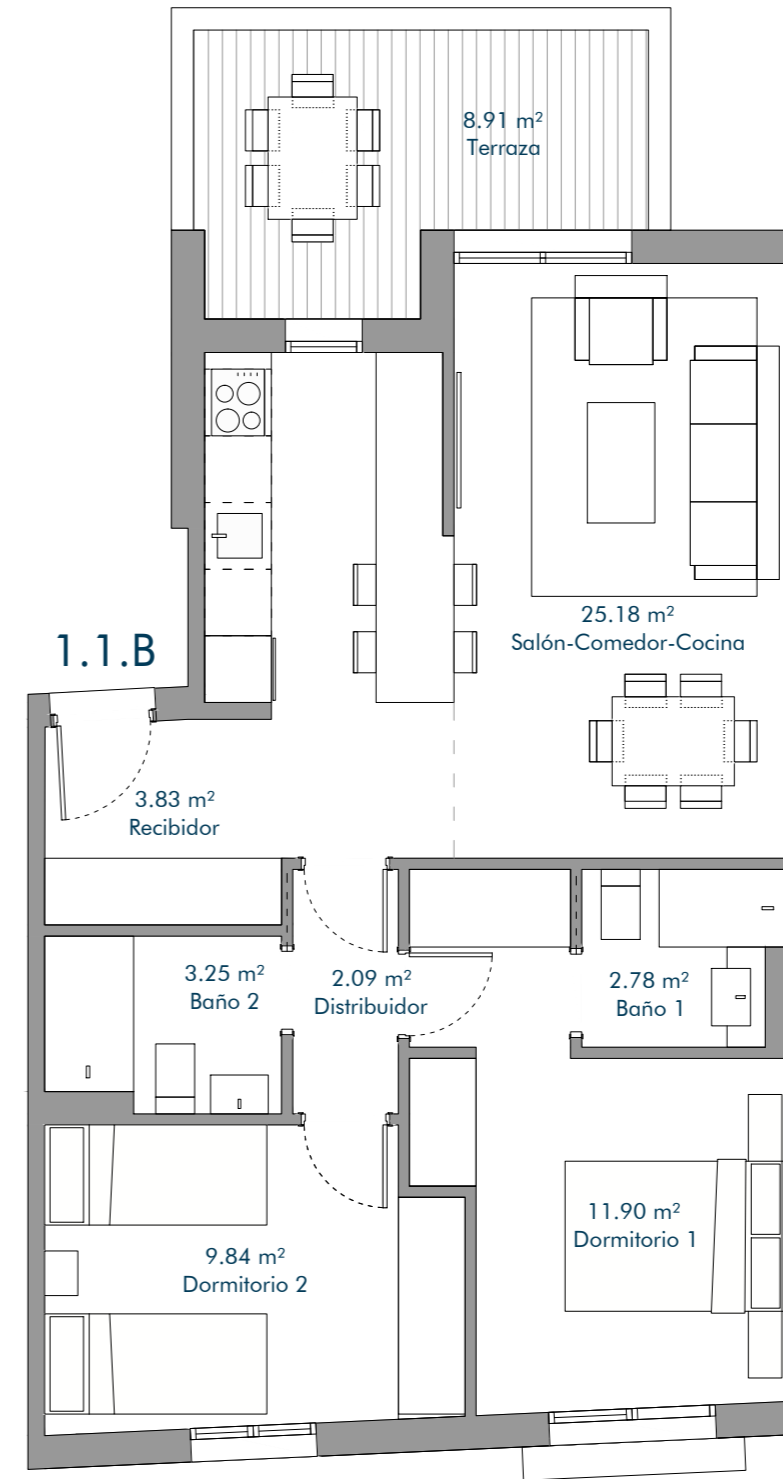 8.91 m²
Terraza
25.18 m²
Salón-Comedor-Cocina
1.1.B
3.83 m²
Recibidor
3.25 m²
Baño 2
2.09 m²
Distribuidor
2.78 m²
Baño 1
11.90 m²
Dormitorio 1
9.84 m²
Dormitorio 2